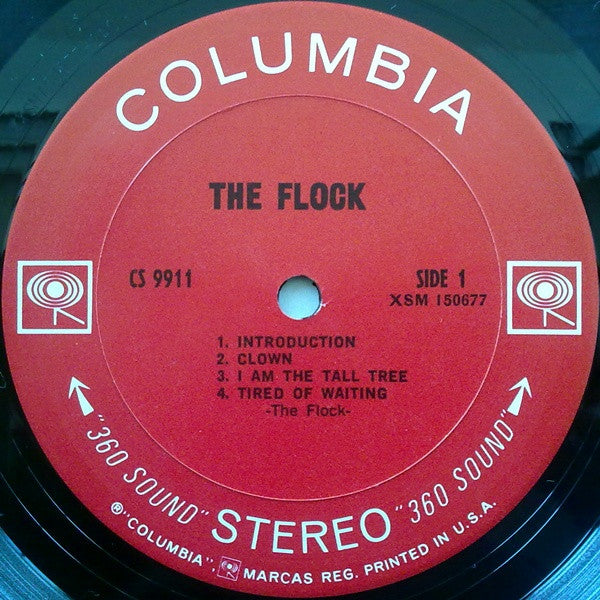 COLUMBIA
THE FLOCK
CS 9911
SIDE 1
XSM 150677
1. INTRODUCTION
2. CLOWN
3. I AM THE TALL TREE
4. TIRED OF WAITING
-The Flock-
"360 SOUND" STEREO "360 SOUND"
®"COLUMBIA", MARCAS REG. PRINTED IN U.S.A.